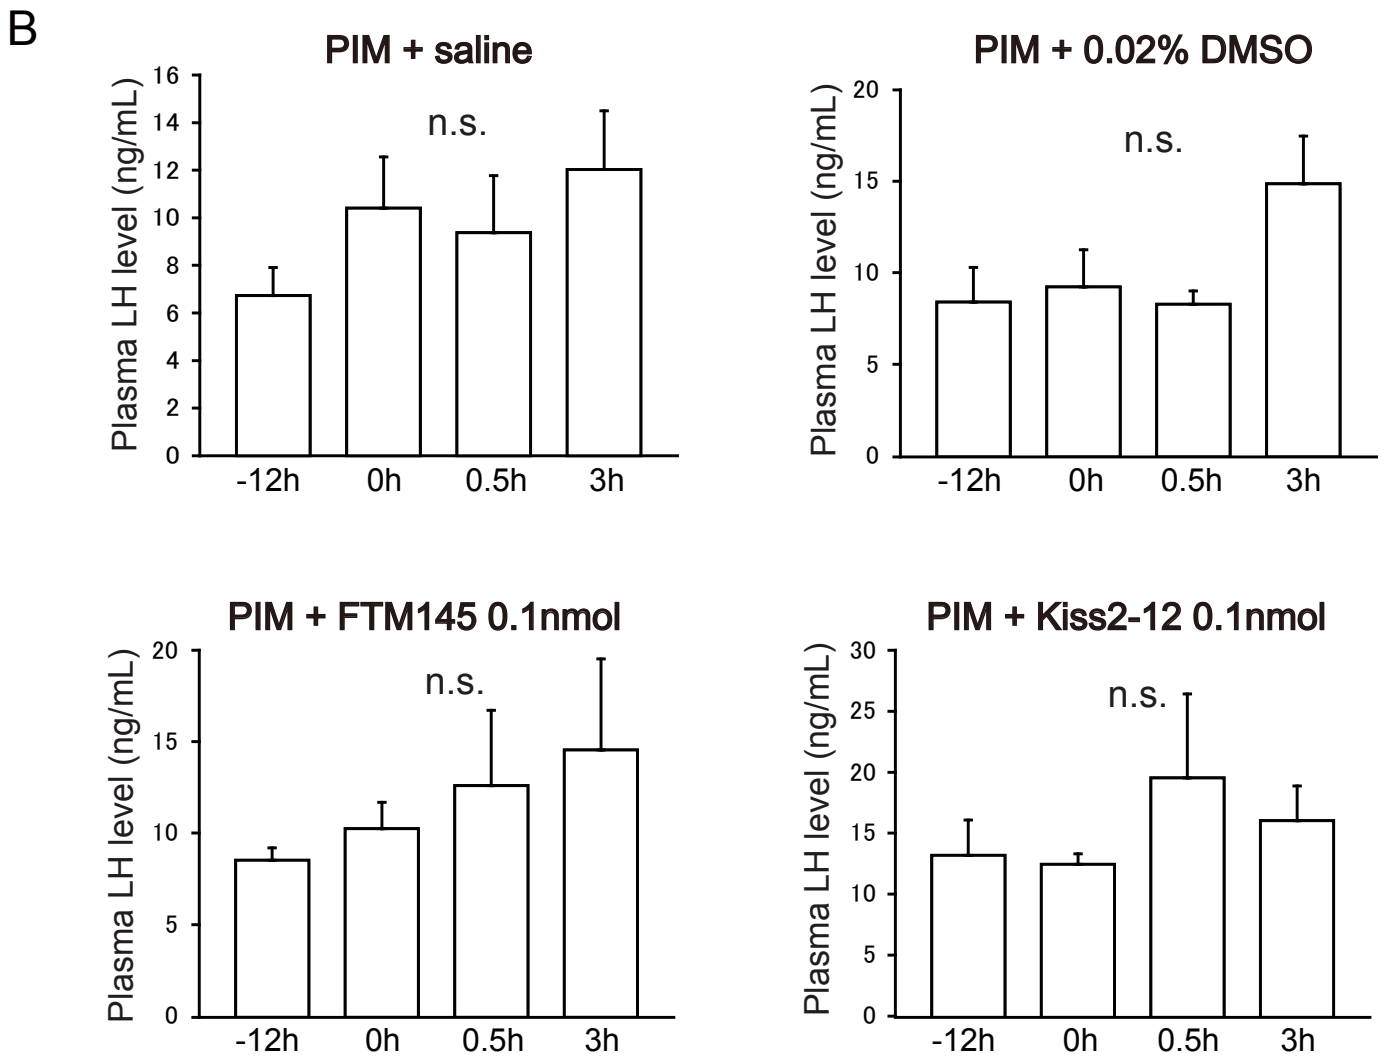 B
PIM + saline
Plasma LH level (ng/mL)
16
14
12
10
8
6
4
2
0
n.s.
-12h 0h 0.5h 3h
PIM + 0.02% DMSO
Plasma LH level (ng/mL)
20
15
10
5
0
n.s.
-12h 0h 0.5h 3h
PIM + FTM145 0.1nmol
Plasma LH level (ng/mL)
20
15
10
5
0
n.s.
-12h 0h 0.5h 3h
PIM + Kiss2-12 0.1nmol
Plasma LH level (ng/mL)
30
25
20
15
10
5
0
n.s.
-12h 0h 0.5h 3h